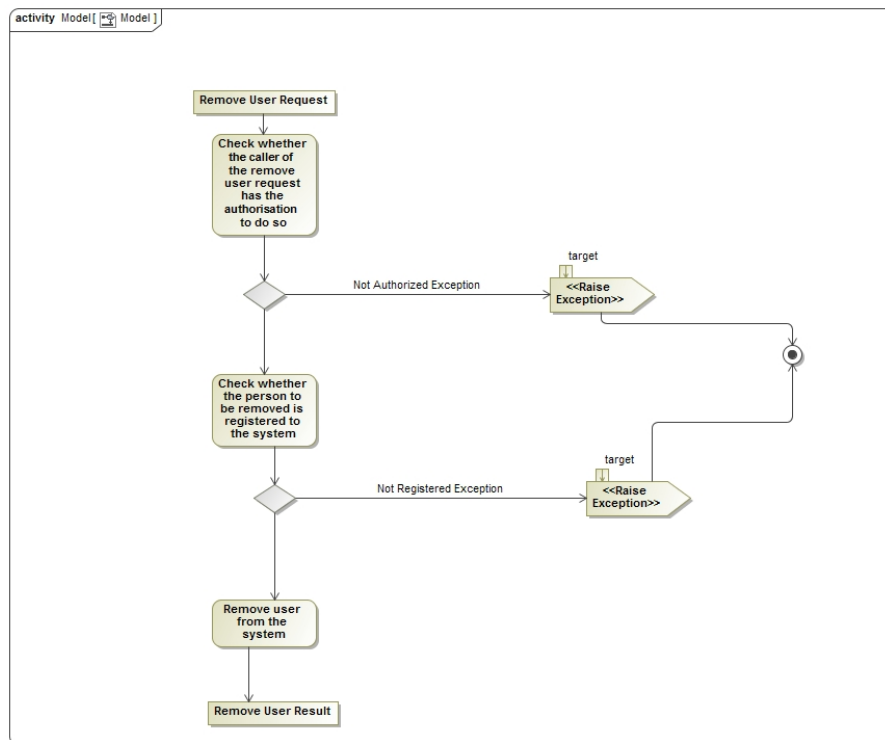 activity Model[ Model ]
Remove User Request
Check whether
the caller of
the remove
user request
has the
authorisation
to do so
target
Not Authorized Exception
<<Raise
Exception>>
Check whether
the person to
be removed is
registered to
the system
target
Not Registered Exception
<<Raise
Exception>>
Remove user
from the
system
Remove User Result